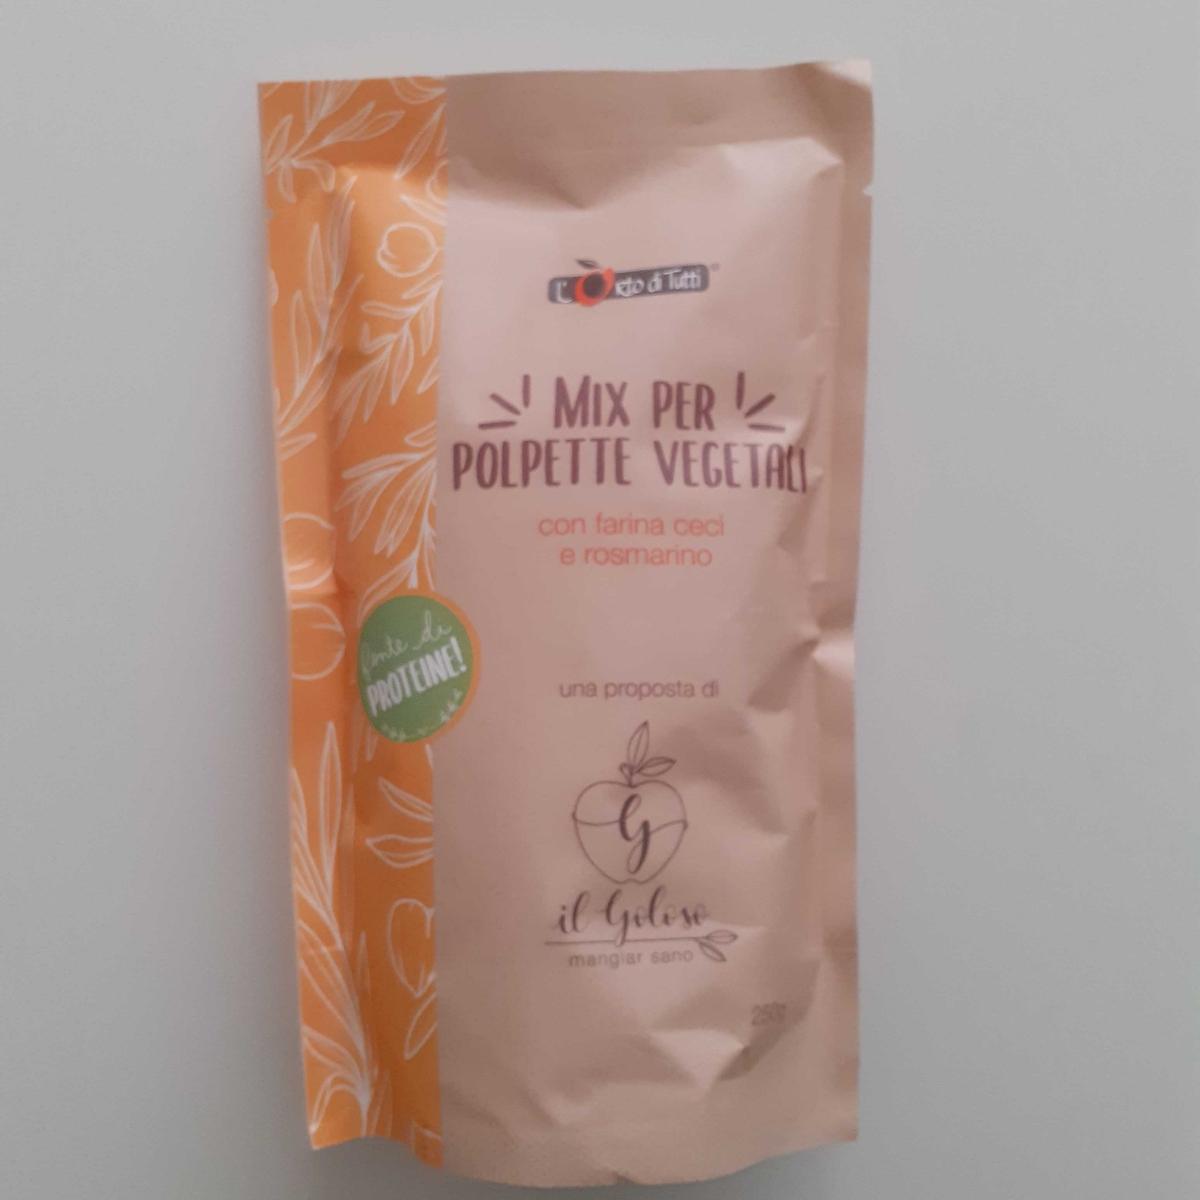 L'Orto di Tutti®
MIX PER
POLPETTE VEGETALI
con farina ceci
e rosmarino
fonte di
PROTEINE!
una proposta di
G
il Goloso
mangiar sano
250g